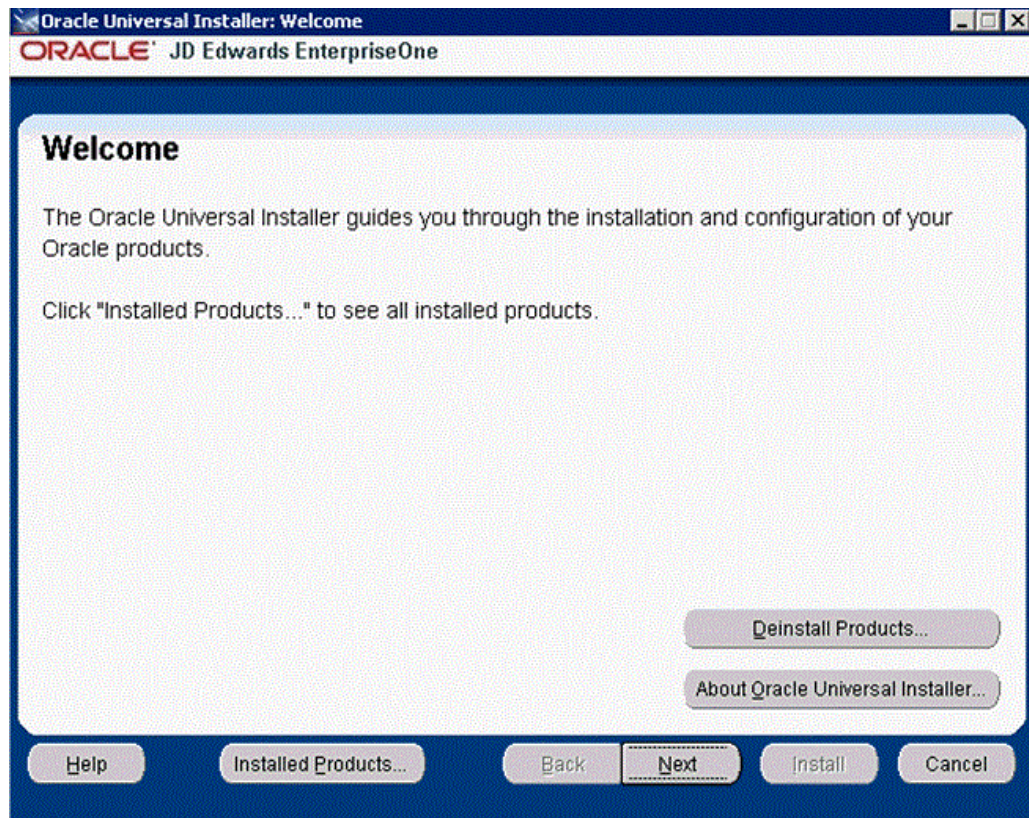 Oracle Universal Installer: Welcome
ORACLE' JD Edwards EnterpriseOne
Welcome
The Oracle Universal Installer guides you through the installation and configuration of your
Oracle products.
Click "Installed Products..." to see all installed products.
Deinstall Products...
About Oracle Universal Installer...
Help Installed Products... Back Next Install Cancel